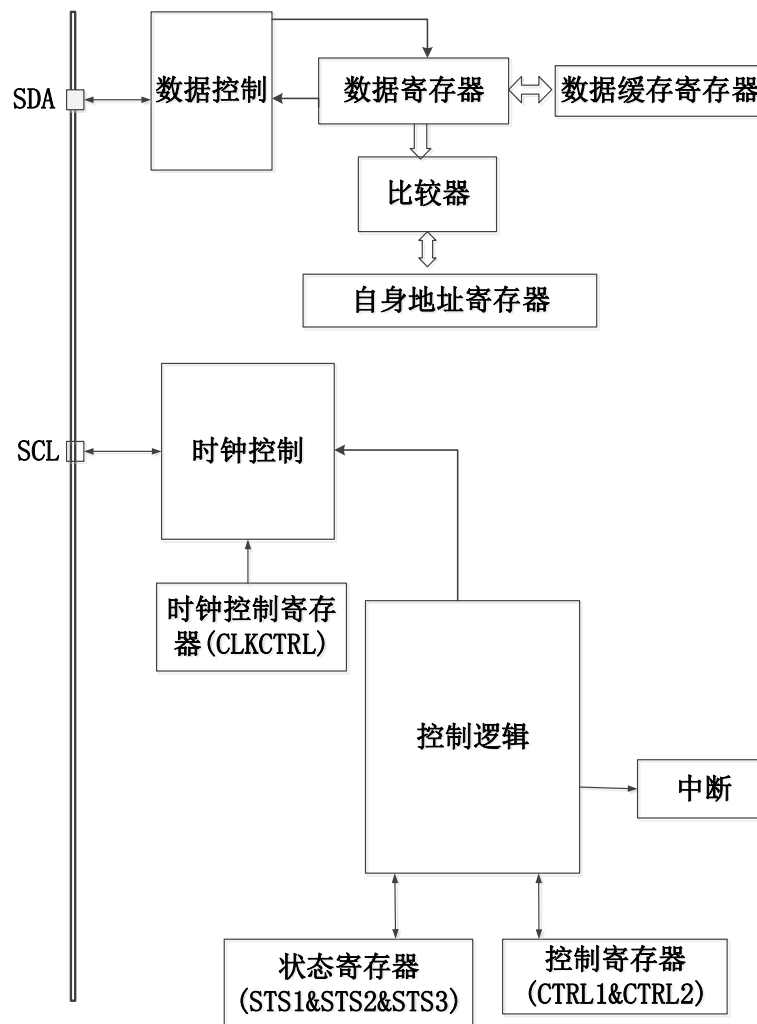 SDA
数据控制
数据寄存器
数据缓存寄存器
比较器
自身地址寄存器
SCL
时钟控制
时钟控制寄存
器(CLKCTRL)
控制逻辑
中断
状态寄存器
(STS1&STS2&STS3)
控制寄存器
(CTRL1&CTRL2)